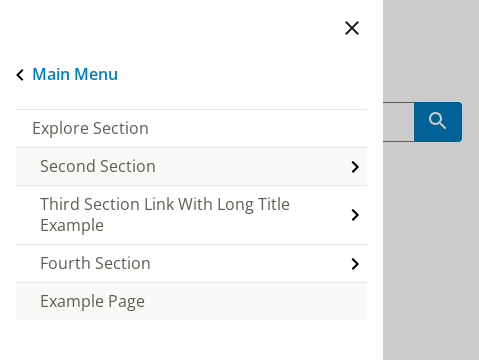 Main Menu
Explore Section
Second Section
Third Section Link With Long Title
Example
Fourth Section
Example Page